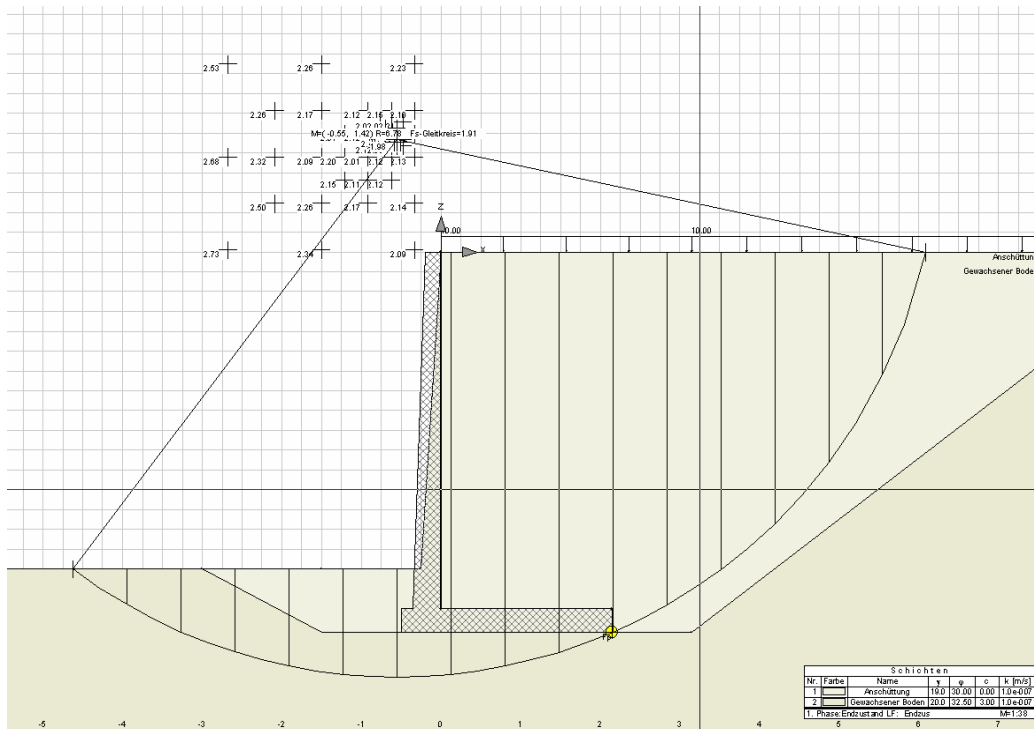 2.53 2.26 2.23
2.26 2.17 2.12 2.16 2.19
M=( -0.55, 1.42) R=6.78 Fs-Gleitkreis=1.91
1.98
2.68 2.32 2.09 2.20 2.01 2.12 2.13
2.15 2.11 2.12
2.50 2.26 2.17 2.14
Z
0.00 10.00
2.73 2.34 2.09 X
Anschüttun
Gewachsener Bode
Schichten
Nr. Farbe Name γ φ c k [m/s]
1 Anschüttung 19.0 30.00 0.00 1.0e-007
2 Gewachsener Boden 20.0 32.50 3.00 1.0e-007
1. Phase:Endzustand LF: Endzus M=1:38
-5 -4 -3 -2 -1 0 1 2 3 4 5 6 7